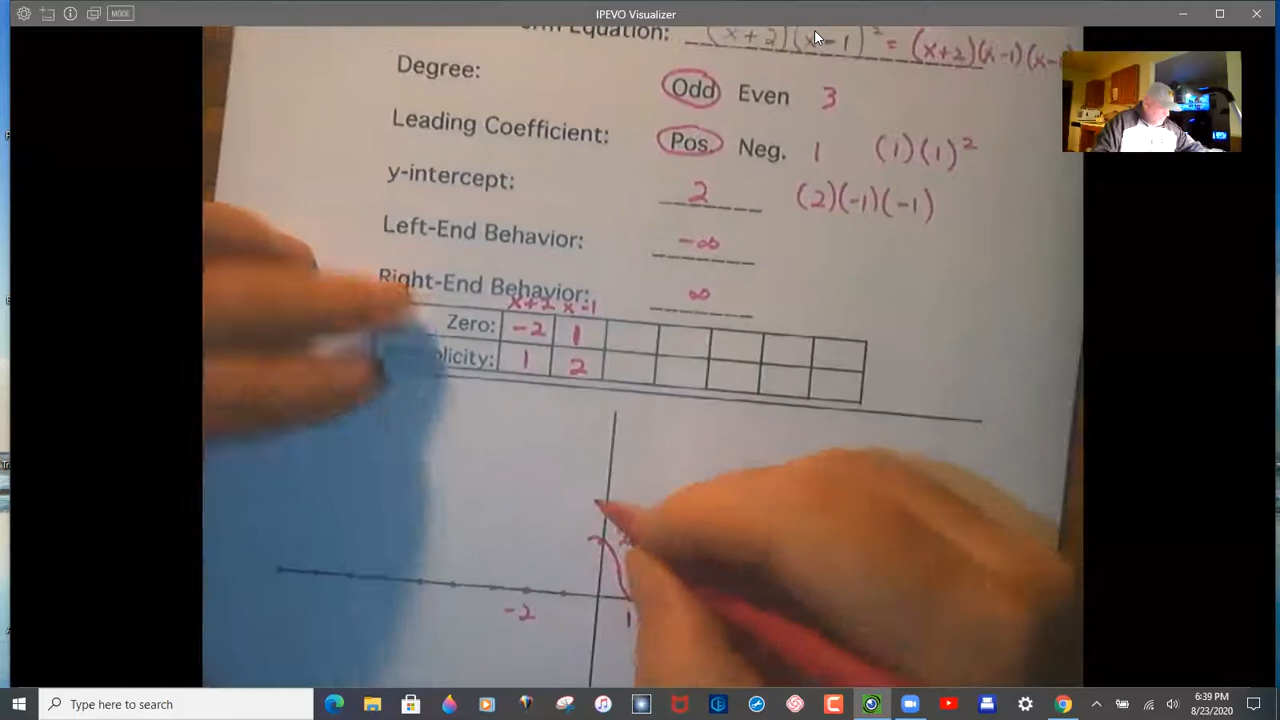 IPEVO Visualizer
MODE
Equation: (x+2)(x-1)² = (x+2)(x-1)(x-1
Degree: Odd Even 3
Leading Coefficient: Pos. Neg. 1 (1)(1)²
y-intercept: 2 (2)(-1)(-1)
Left-End Behavior: -∞
Right-End Behavior: ∞
x+2 x-1
Zero: -2 1
licity: 1 2
2
-2 1
Type here to search
6:39 PM
8/23/2020